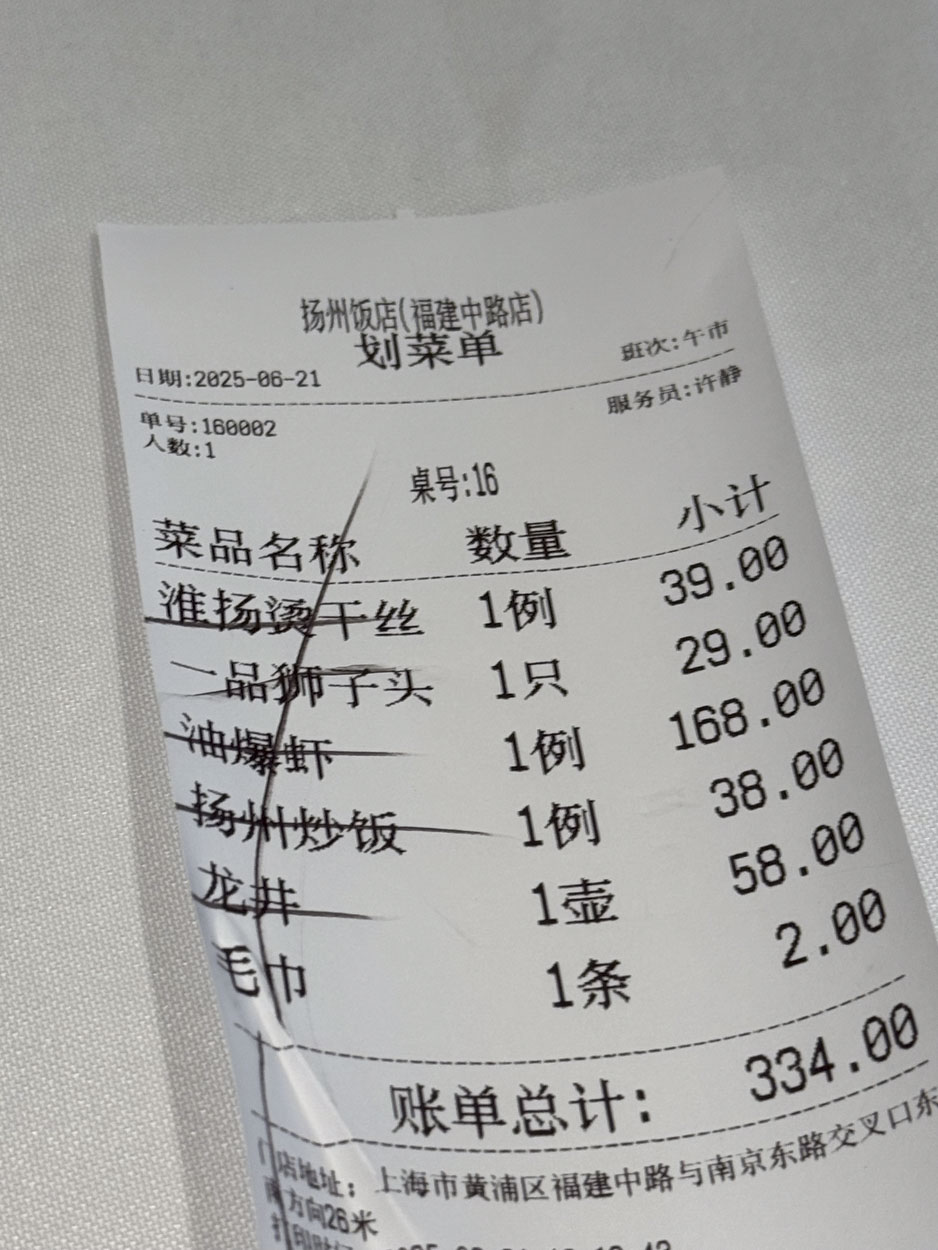 扬州饭店(福建中路店)
划菜单
日期:2025-06-21 班次:午市
单号:160002 服务员:许静
人数:1
桌号:16
菜品名称 数量 小计
淮扬烫干丝 1例 39.00
一品狮子头 1只 29.00
油爆虾 1例 168.00
扬州炒饭 1例 38.00
龙井 1壶 58.00
毛巾 1条 2.00
账单总计: 334.00
门店地址: 上海市黄浦区福建中路与南京东路交叉口东
南方向26米